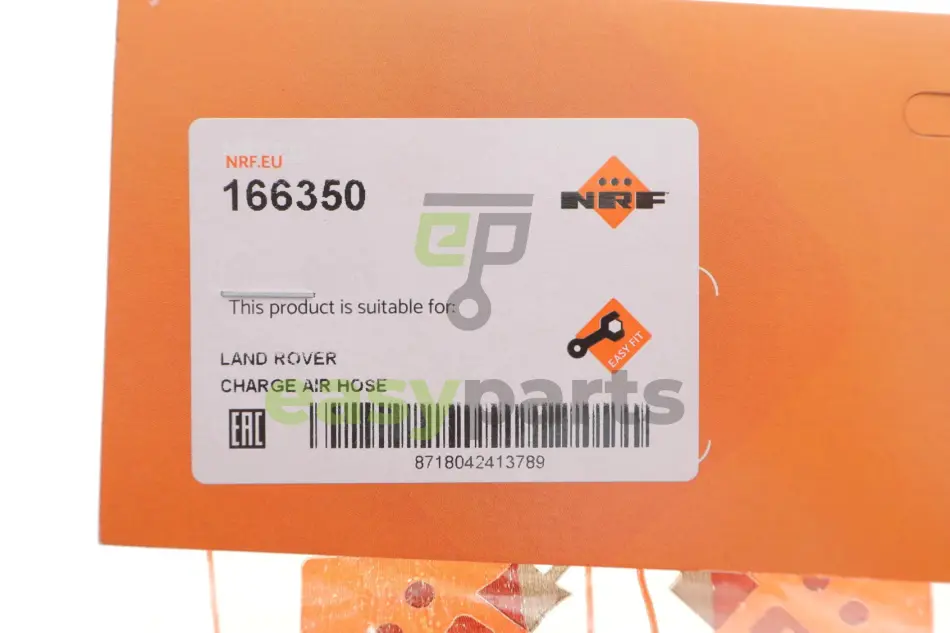 NRF.EU
166350
NRF
ep
This product is suitable for:
EASY FIT
LAND ROVER
CHARGE AIR HOSE
easyparts
EAC
8718042413789